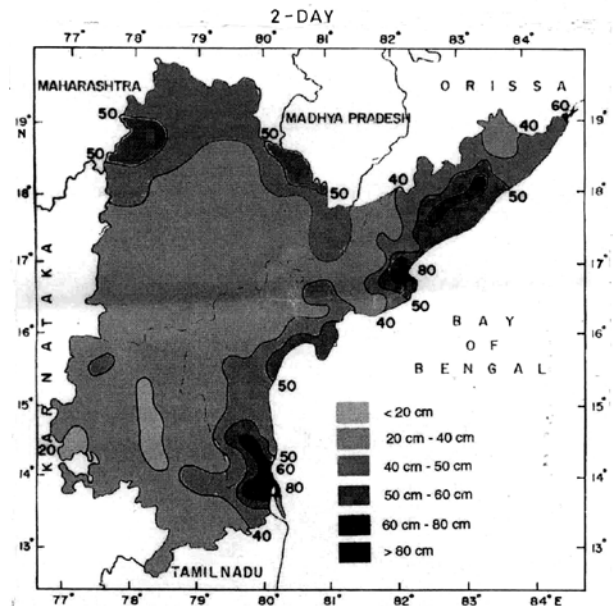 2-DAY
77° 78° 79° 80° 81° 82° 83° 84°
MAHARASHTRA
MADHYA PRADESH
ORISSA
60
50
40
50
19°
N
50
50
19°
18°
50
40
50
18°
17°
80
17°
50
40
16°
BAY
OF
BENGAL
16°
KARNATAKA
50
15°
< 20 cm
20 cm - 40 cm
40 cm - 50 cm
50 cm - 60 cm
60 cm - 80 cm
> 80 cm
15°
20
50
60
80
14°
14°
40
13°
13°
TAMILNADU
77° 78° 79° 80° 81° 82° 83° 84° E